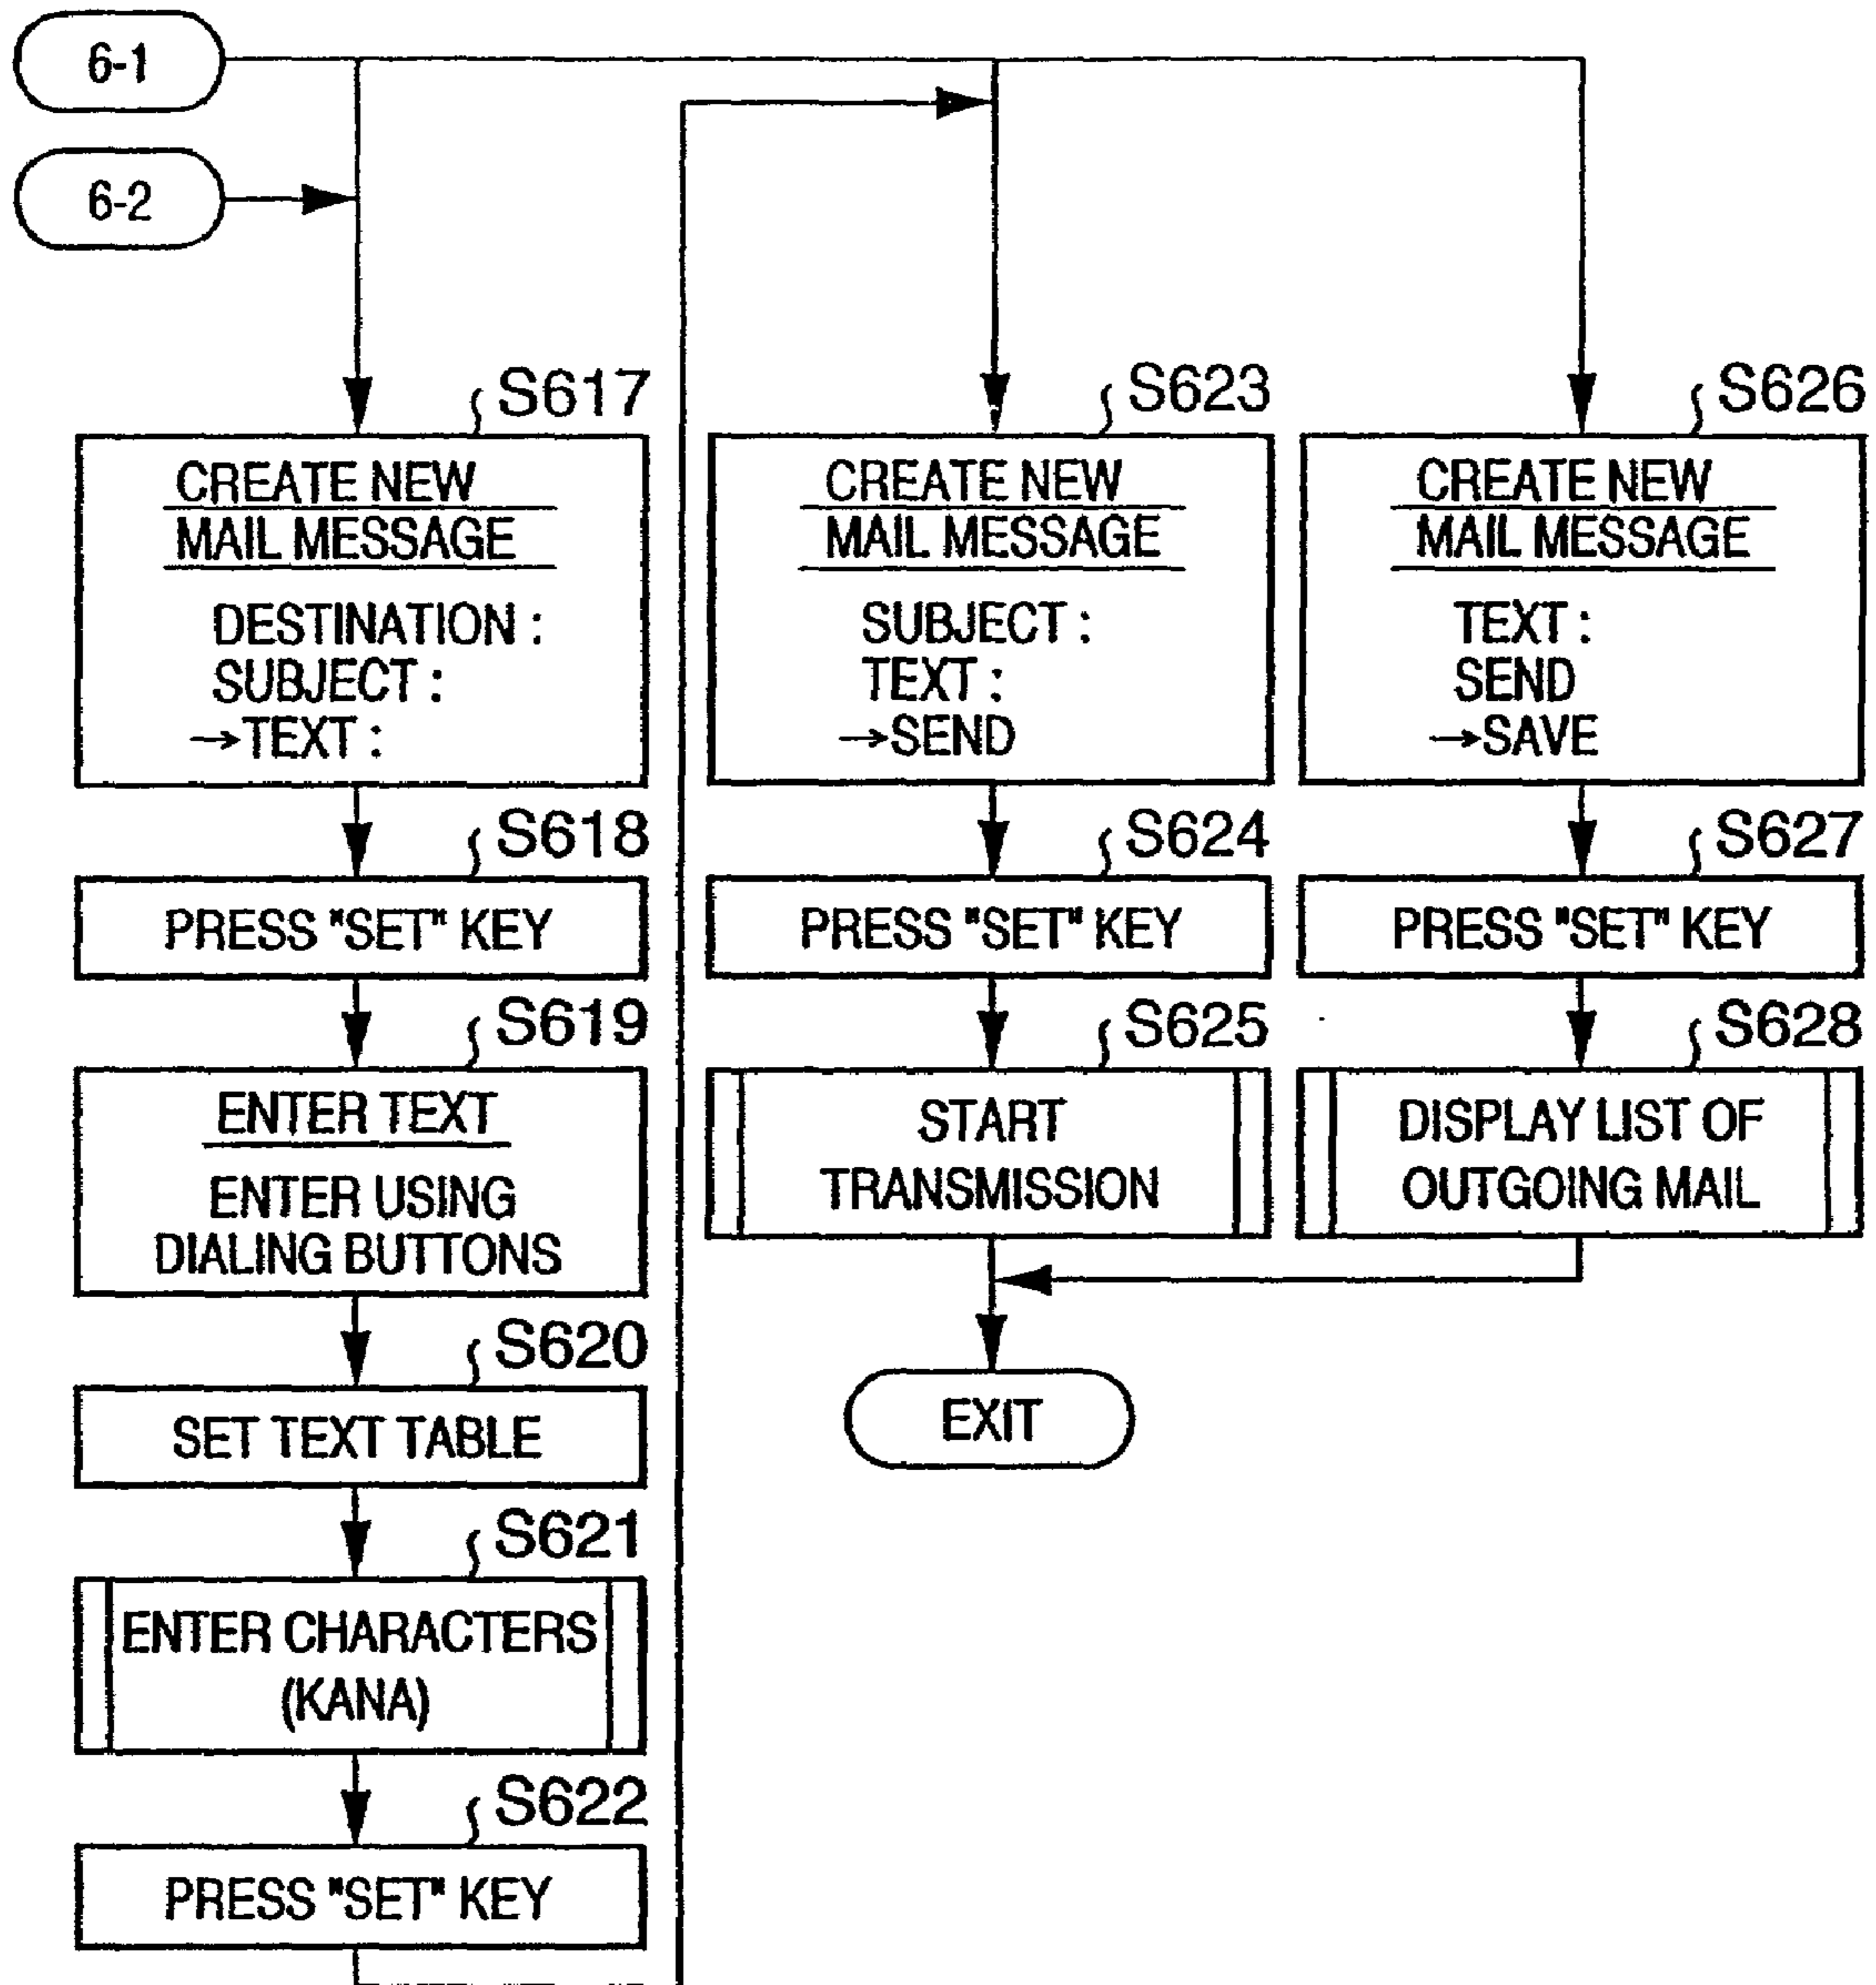 6-1
6-2
S617
CREATE NEW
MAIL MESSAGE
DESTINATION :
SUBJECT :
→TEXT :
S618
PRESS "SET" KEY
S619
ENTER TEXT
ENTER USING
DIALING BUTTONS
S620
SET TEXT TABLE
S621
ENTER CHARACTERS
(KANA)
S622
PRESS "SET" KEY
S623
CREATE NEW
MAIL MESSAGE
SUBJECT :
TEXT :
→SEND
S624
PRESS "SET" KEY
S625
START
TRANSMISSION
EXIT
S626
CREATE NEW
MAIL MESSAGE
TEXT :
SEND
→SAVE
S627
PRESS "SET" KEY
S628
DISPLAY LIST OF
OUTGOING MAIL